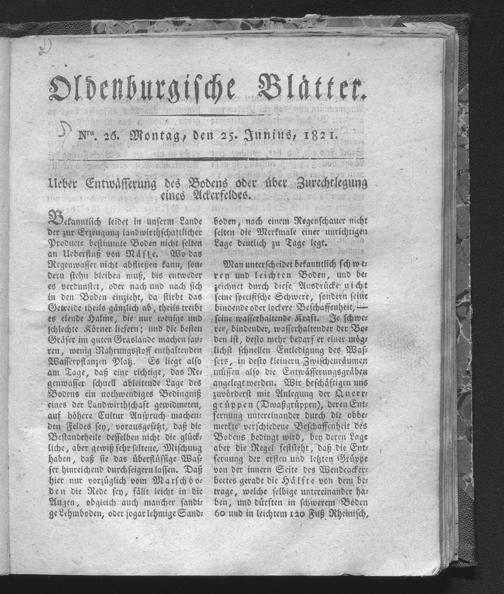 Oldenburgische Blätter.
Nro. 26. Montag, den 25. Junius, 1821.
Ueber Entwässerung des Bodens oder über Zurechtlegung
eines Ackerfeldes.
Bekanntlich leidet in unserm Lande
der zur Erzeugung landwirthschaftlicher
Producte bestimmte Boden nicht selten
an Ueberfluß von Nässe. Wo das
Regenwasser nicht abfließen kann, son-
dern stehn bleiben muß, bis entweder
es verdunstet, oder nach und nach sich
in den Boden einzieht, da stirbt das
Getreide theils gänzlich ab, theils treibt
es elende Halme, die nur wenige und
schlechte Körner liefern; und die besten
Gräser im guten Graslande machen sau-
ren, wenig Nahrungsstoff enthaltenden
Wasserpflanzen Platz. Es liegt also
am Tage, daß eine richtige, das Re-
genwasser schnell ableitende Lage des
Bodens ein nothwendiges Bedingniß
eines der Landwirthschaft gewidmeten,
auf höhere Cultur Anspruch machen-
den Feldes sey, vorausgesetzt, daß die
Bestandtheile desselben nicht die glück-
liche, aber gewiß sehr seltene, Mischung
haben, daß sie das überflüssige Was-
ser hinreichend durchseigern lassen. Daß
hier nur vorzüglich vom Marschbo-
den die Rede sey, fällt leicht in die
Augen, obgleich auch mancher sandi-
ge Lehmboden, oder sogar lehmige Sand-
boden, nach einem Regenschauer nicht
selten die Merkmale einer unrichtigen
Lage deutlich zu Tage legt.
Man unterscheidet bekanntlich schwe-
ren und leichten Boden, und be-
zeichnet durch diese Ausdrücke nicht
seine specifische Schwere, sondern seine
bindende oder lockere Beschaffenheit, —
seine wasserhaltende Kraft. Je schwe-
rer, bindender, wasserhaltender der Bo-
den ist, desto mehr bedarf er einer mög-
lichst schnellen Entledigung des Was-
sers, in desto kleinern Zwischenräumen
müssen also die Entwässerungsgräben
angelegt werden. Wir beschäftigen uns
zuvörderst mit Anlegung der Queer-
grüppen (Dwaßgrüppen), deren Ent-
fernung untereinander durch die obbe-
merkte verschiedene Beschaffenheit des
Bodens bedingt wird, bey deren Lage
aber die Regel feststeht, daß die Ent-
fernung der ersten und letzten Grüppe
von der innern Seite des Wendeacker-
bettes gerade die Hälfte von dem be-
trage, welche selbige untereinander ha-
ben, und dürften in schwerem Boden
60 und in leichtem 120 Fuß Rheinisch,